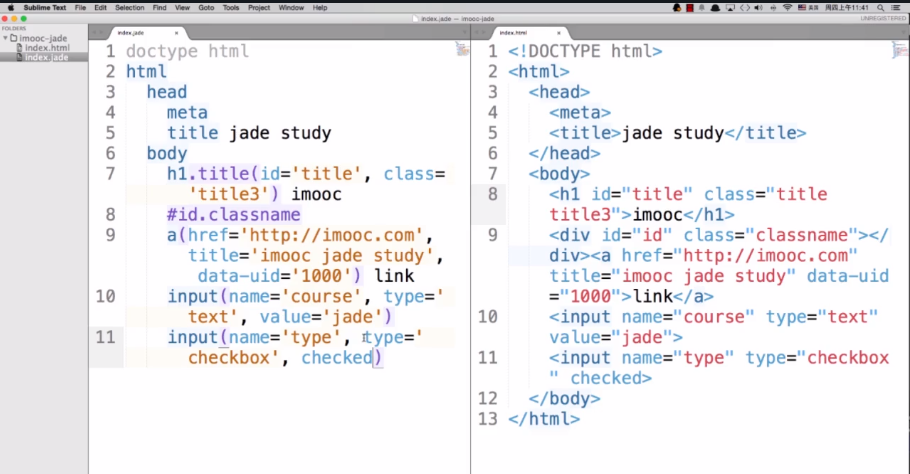 Sublime Text File Edit Selection Find View Goto Tools Project Window Help
周四上午11:41
index.jade — imooc-jade
UNREGISTERED
FOLDERS
imooc-jade
index.html
index.jade
index.jade ×
1 doctype html
2 html
3 head
4 meta
5 title jade study
6 body
7 h1.title(id='title', class=
'title3') imooc
8 #id.classname
9 a(href='http://imooc.com',
title='imooc jade study',
data-uid='1000') link
10 input(name='course', type='
text', value='jade')
11 input(name='type', type='
checkbox', checked)
index.html ×
1 <!DOCTYPE html>
2 <html>
3 <head>
4 <meta>
5 <title>jade study</title>
6 </head>
7 <body>
8 <h1 id="title" class="title
title3">imooc</h1>
9 <div id="id" class="classname"></
div><a href="http://imooc.com"
title="imooc jade study" data-uid
="1000">link</a>
10 <input name="course" type="text"
value="jade">
11 <input name="type" type="checkbox
" checked>
12 </body>
13 </html>